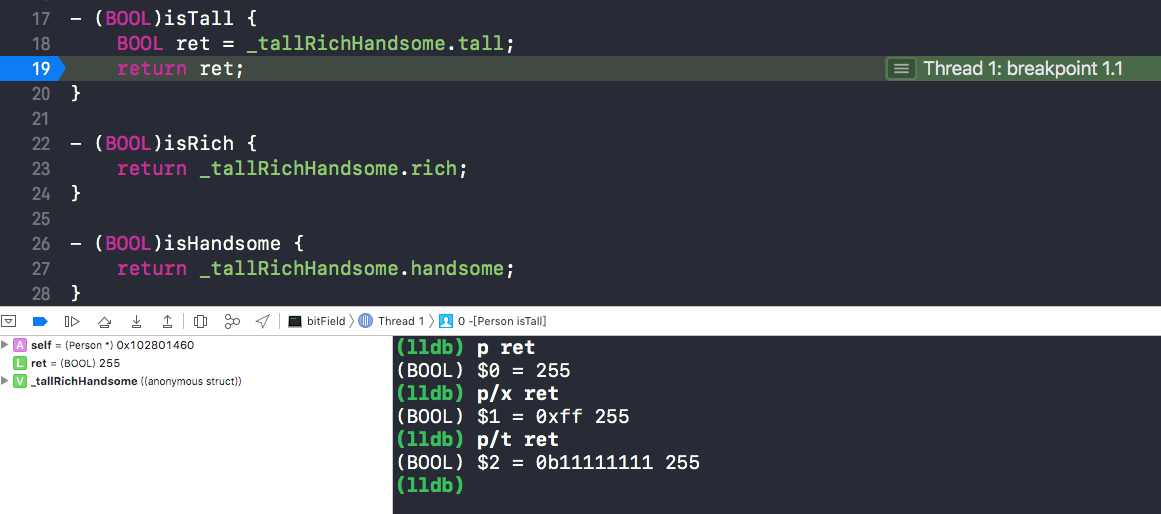 17 - (BOOL)isTall {
18 BOOL ret = _tallRichHandsome.tall;
19 return ret; Thread 1: breakpoint 1.1
20 }
21
22 - (BOOL)isRich {
23 return _tallRichHandsome.rich;
24 }
25
26 - (BOOL)isHandsome {
27 return _tallRichHandsome.handsome;
28 }
bitField Thread 1 0 -[Person isTall]
A self = (Person *) 0x102801460
L ret = (BOOL) 255
V _tallRichHandsome ((anonymous struct))
(lldb) p ret
(BOOL) $0 = 255
(lldb) p/x ret
(BOOL) $1 = 0xff 255
(lldb) p/t ret
(BOOL) $2 = 0b11111111 255
(lldb)